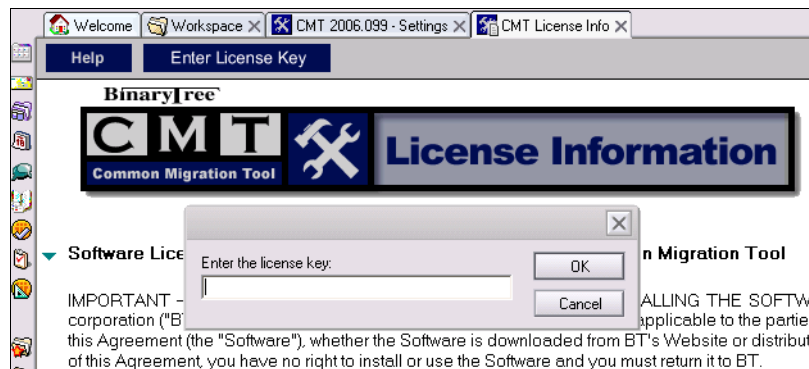 Welcome Workspace CMT 2006.099 - Settings CMT License Info
Help Enter License Key
BinaryTree
CMT License Information
Common Migration Tool
Software Lice n Migration Tool
Enter the license key:
OK
Cancel
IMPORTANT – ALLING THE SOFTW
corporation ("B applicable to the partie
this Agreement (the "Software"), whether the Software is downloaded from BT's Website or distribut
of this Agreement, you have no right to install or use the Software and you must return it to BT.